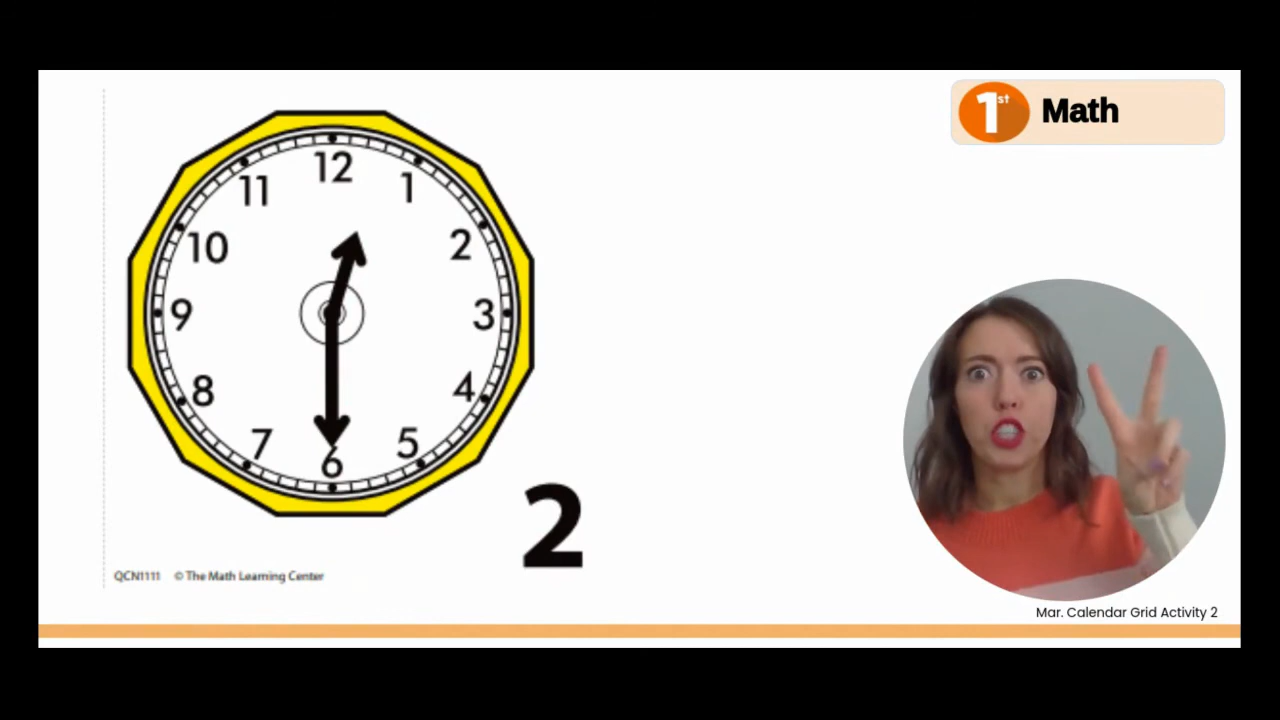 1st Math
12
11 1
10 2
9 3
8 4
7 5
6
2
QCN1111 © The Math Learning Center
Mar. Calendar Grid Activity 2